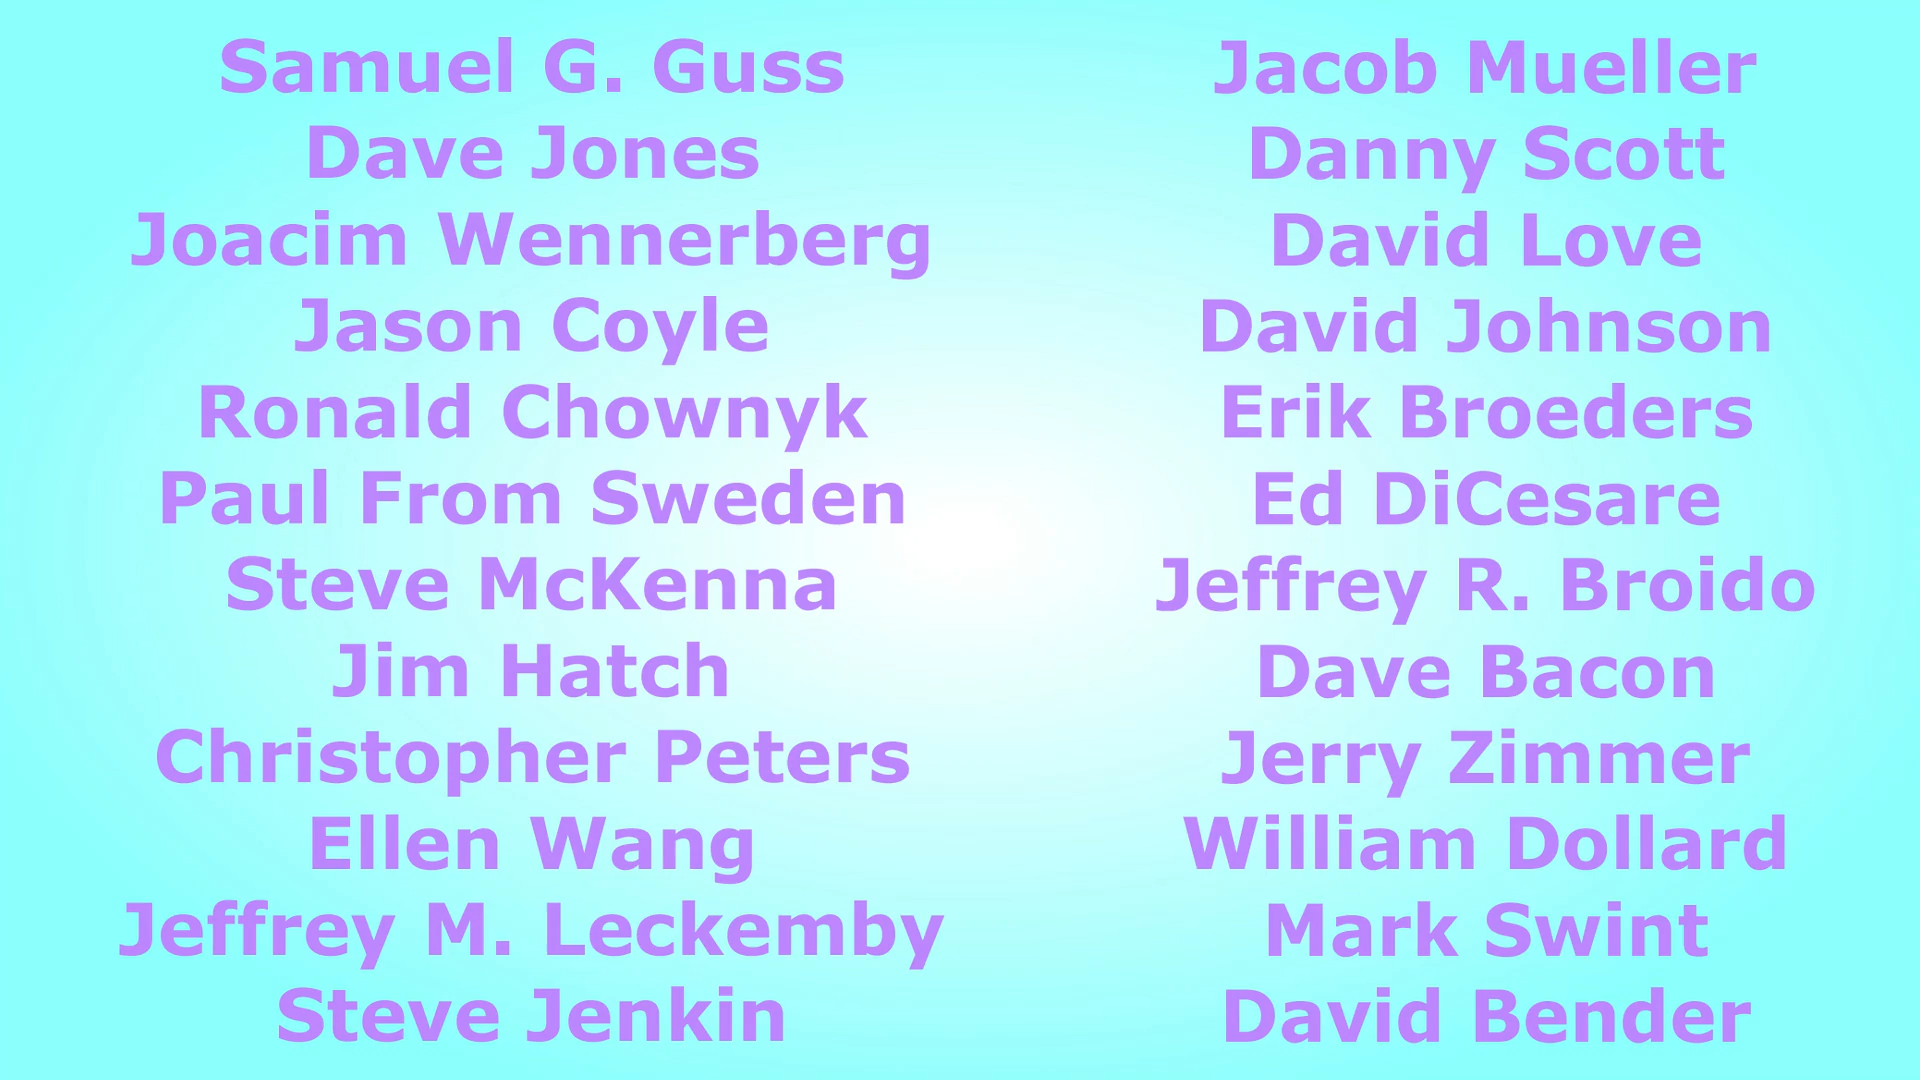 Samuel G. Guss
Dave Jones
Joacim Wennerberg
Jason Coyle
Ronald Chownyk
Paul From Sweden
Steve McKenna
Jim Hatch
Christopher Peters
Ellen Wang
Jeffrey M. Leckemby
Steve Jenkin
Jacob Mueller
Danny Scott
David Love
David Johnson
Erik Broeders
Ed DiCesare
Jeffrey R. Broido
Dave Bacon
Jerry Zimmer
William Dollard
Mark Swint
David Bender